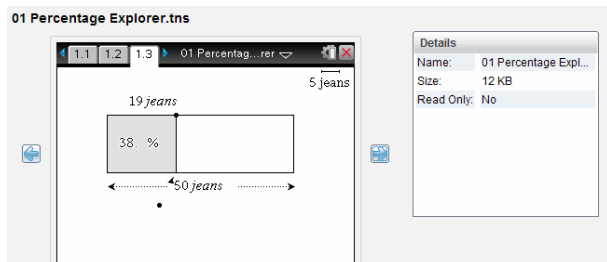 01 Percentage Explorer.tns
1.1 1.2 1.3 01 Percentag...rer
5 jeans
19 jeans
38. %
50 jeans
Details
Name: 01 Percentage Expl...
Size: 12 KB
Read Only: No